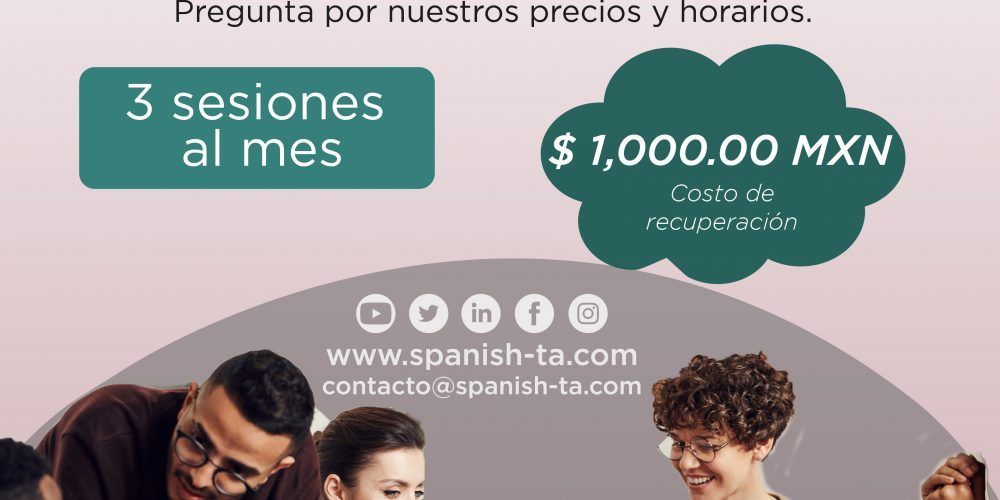 Pregunta por nuestros precios y horarios.
3 sesiones
al mes
$ 1,000.00 MXN
Costo de
recuperación
www.spanish-ta.com
contacto@spanish-ta.com